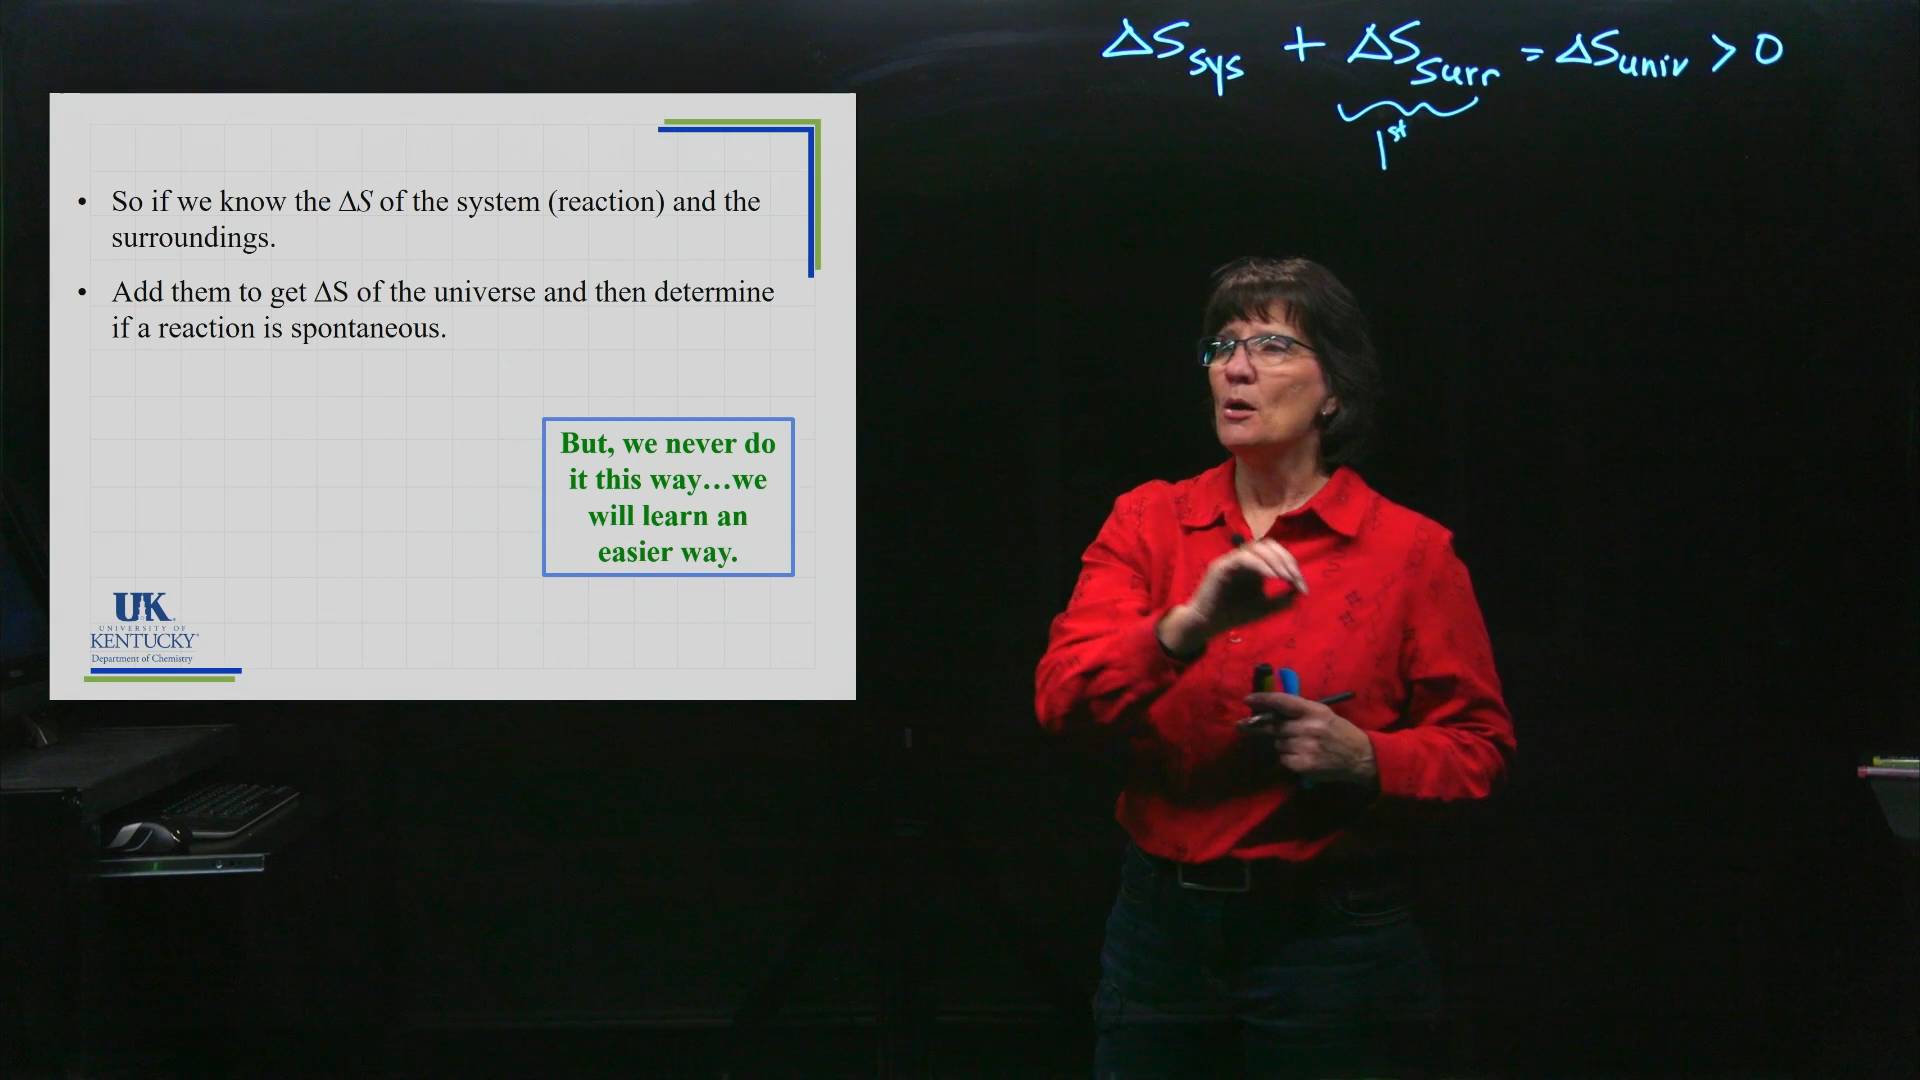 ΔSsys + ΔSsurr = ΔSuniv > 0
1st
• So if we know the ΔS of the system (reaction) and the
surroundings.
• Add them to get ΔS of the universe and then determine
if a reaction is spontaneous.
But, we never do
it this way…we
will learn an
easier way.
UK
UNIVERSITY OF
KENTUCKY®
Department of Chemistry